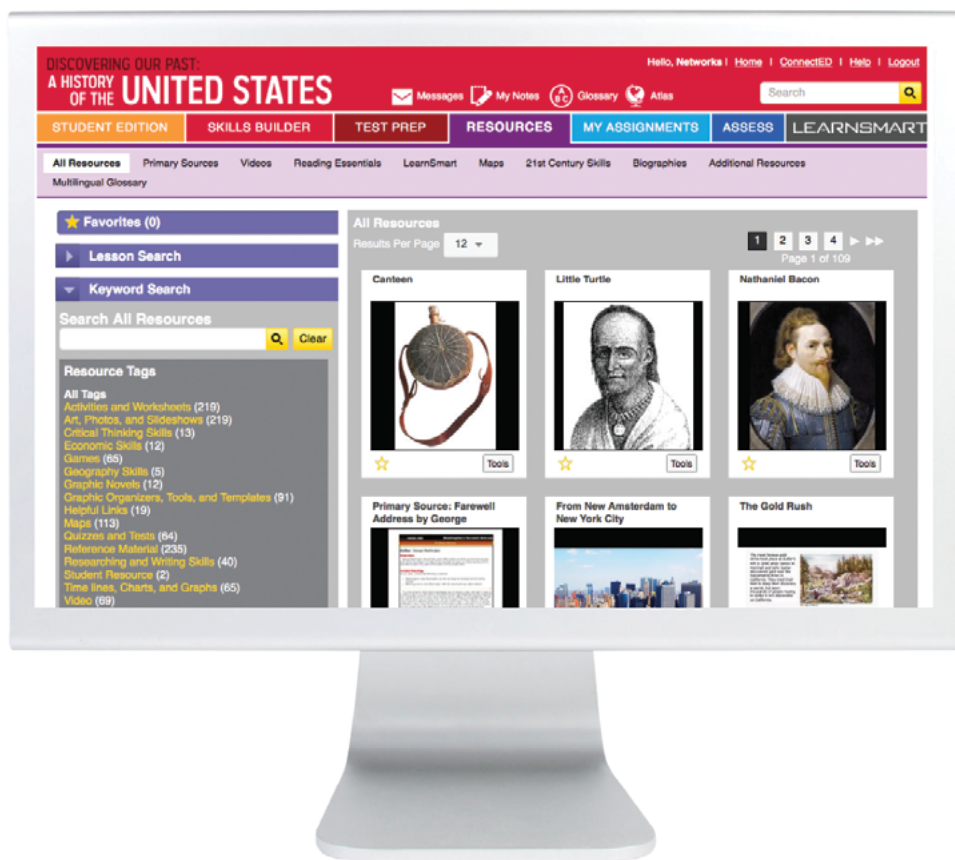 DISCOVERING OUR PAST:
A HISTORY OF THE UNITED STATES
Hello, Networks! | Home | ConnectED | Help | Logout
Messages My Notes Glossary Atlas
Search
STUDENT EDITION SKILLS BUILDER TEST PREP RESOURCES MY ASSIGNMENTS ASSESS LEARNSMART
All Resources Primary Sources Videos Reading Essentials LearnSmart Maps 21st Century Skills Biographies Additional Resources
Multilingual Glossary
Favorites (0)
Lesson Search
Keyword Search
Search All Resources
Clear
Resource Tags
All Tags
Activities and Worksheets (219)
Art, Photos, and Slideshows (219)
Critical Thinking Skills (13)
Economic Skills (12)
Games (65)
Geography Skills (5)
Graphic Novels (12)
Graphic Organizers, Tools, and Templates (91)
Helpful Links (19)
Maps (113)
Quizzes and Tests (64)
Reference Material (235)
Researching and Writing Skills (40)
Student Resource (2)
Time lines, Charts, and Graphs (65)
Video (69)
All Resources
Results Per Page 12
1 2 3 4
Page 1 of 109
Canteen
Little Turtle
Nathaniel Bacon
Tools
Tools
Tools
Primary Source: Farewell
Address by George
From New Amsterdam to
New York City
The Gold Rush